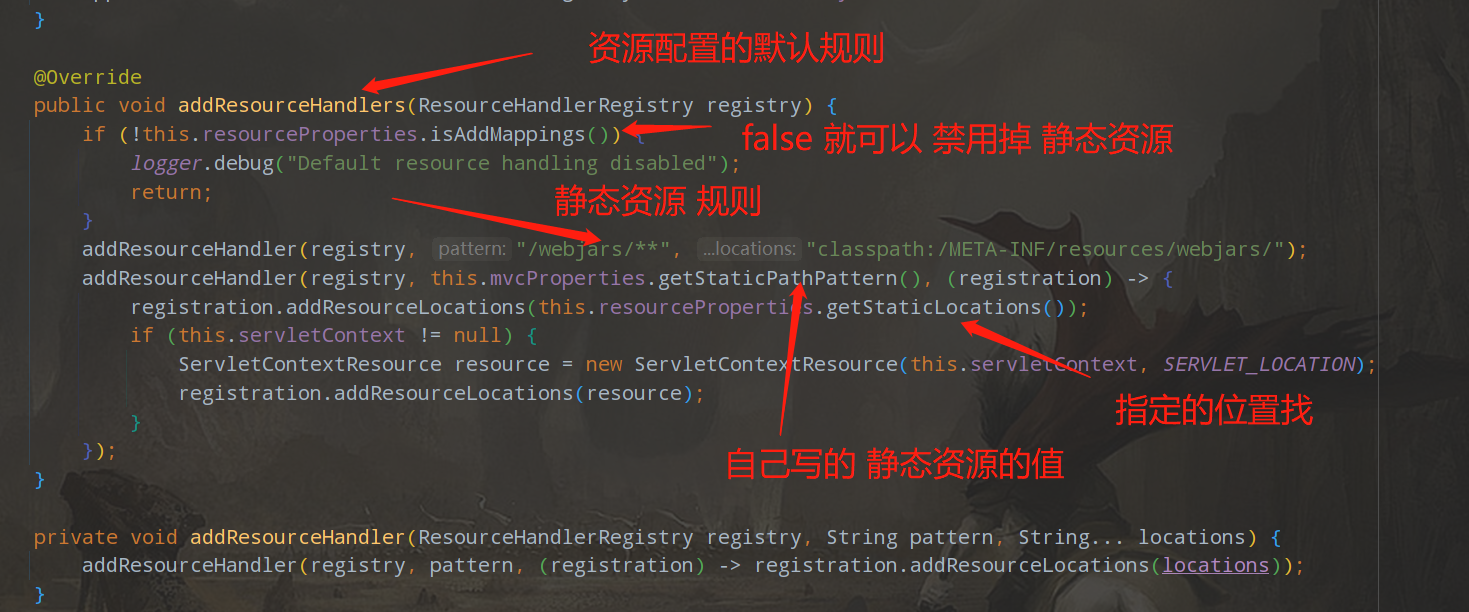 }
资源配置的默认规则
@Override
public void addResourceHandlers(ResourceHandlerRegistry registry) {
if (!this.resourceProperties.isAddMappings()) {
false 就可以 禁用掉 静态资源
logger.debug("Default resource handling disabled");
return;
静态资源 规则
}
addResourceHandler(registry, pattern: "/webjars/**", ...locations: "classpath:/META-INF/resources/webjars/");
addResourceHandler(registry, this.mvcProperties.getStaticPathPattern(), (registration) -> {
registration.addResourceLocations(this.resourceProperties.getStaticLocations());
if (this.servletContext != null) {
ServletContextResource resource = new ServletContextResource(this.servletContext, SERVLET_LOCATION);
registration.addResourceLocations(resource);
指定的位置找
}
});
自己写的 静态资源的值
}
private void addResourceHandler(ResourceHandlerRegistry registry, String pattern, String... locations) {
addResourceHandler(registry, pattern, (registration) -> registration.addResourceLocations(locations));
}